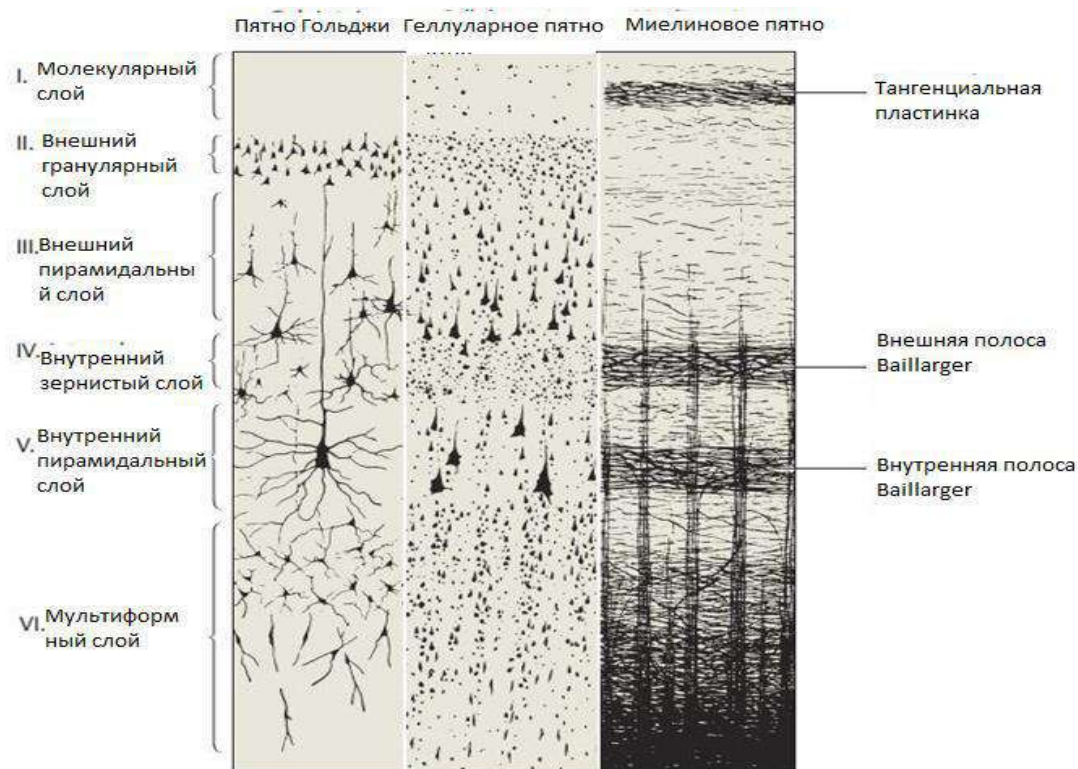 Пятно Гольджи
Геллуларное пятно
Миелиновое пятно
I. Молекулярный
слой
II. Внешний
гранулярный
слой
III. Внешний
пирамидальны
й слой
IV.
Внутренний
зернистый слой
V. Внутренний
пирамидальный
слой
VI. Мультиформ
ный слой
Тангенциальная
пластинка
Внешняя полоса
Baillarger
Внутренняя полоса
Baillarger